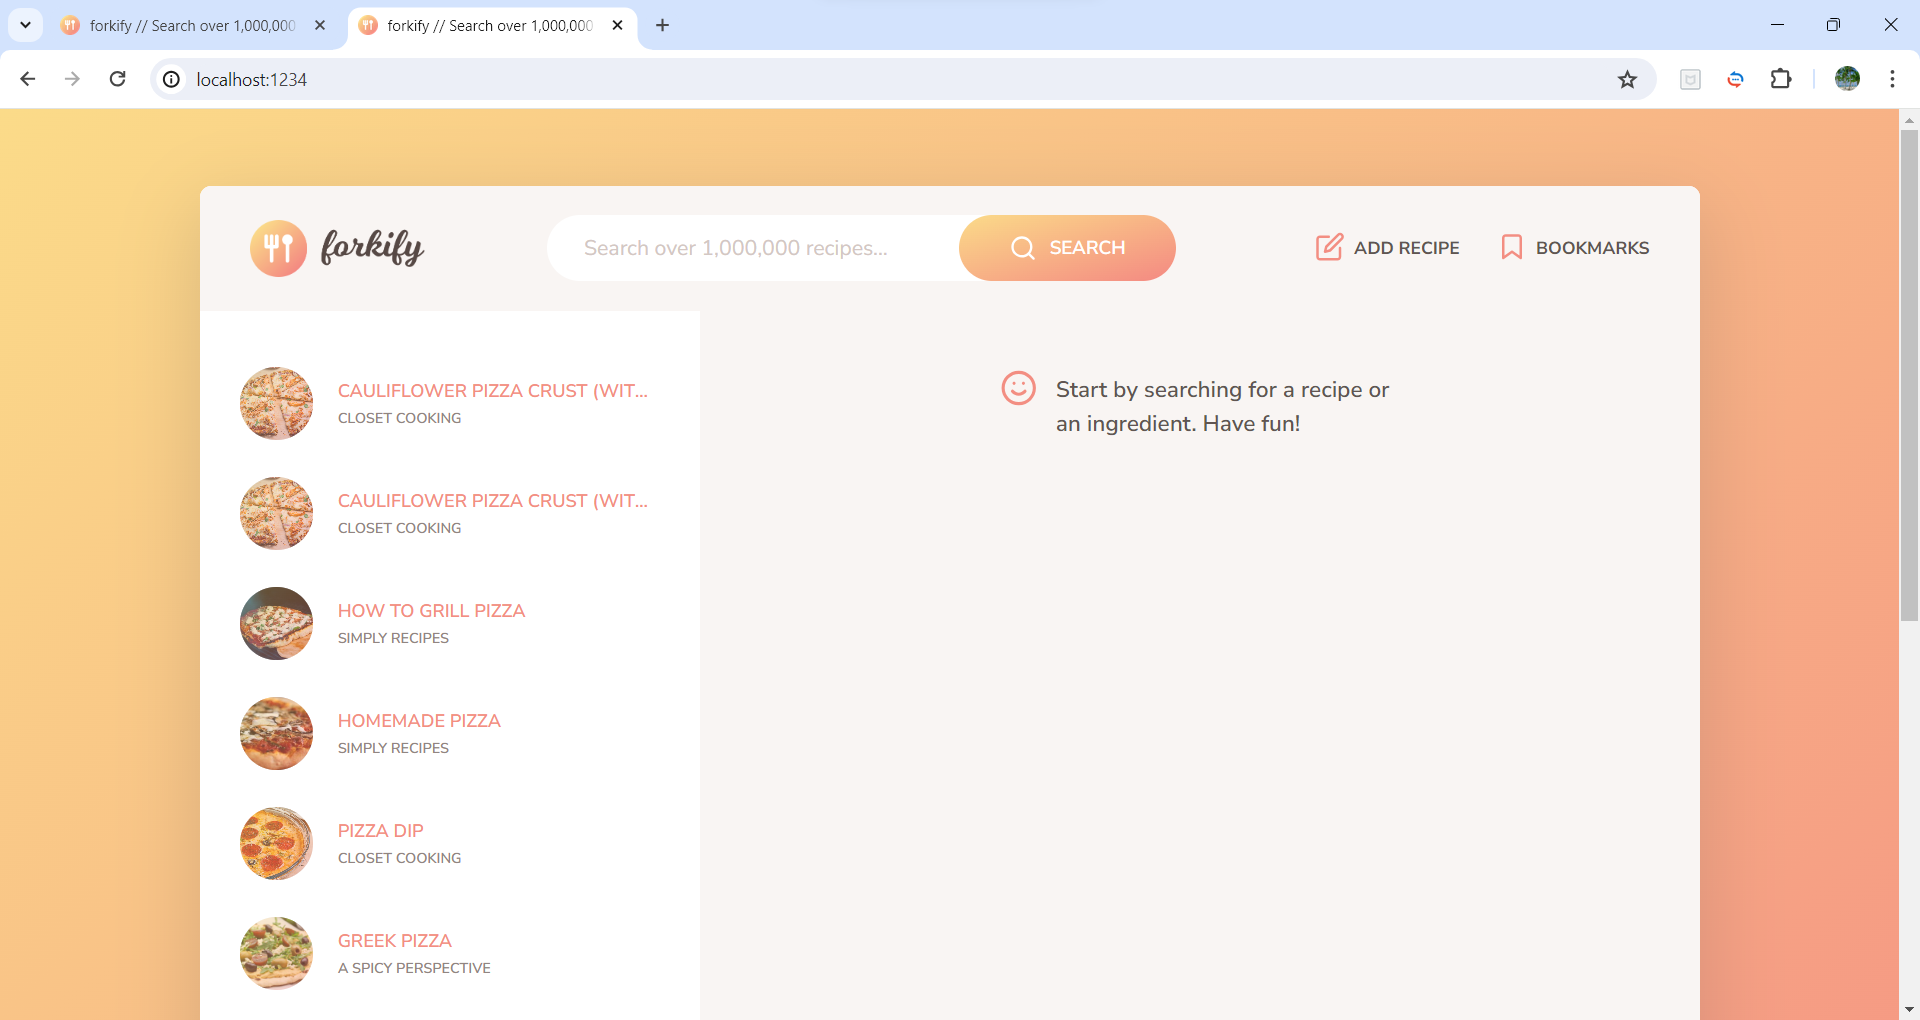 forkify // Search over 1,000,000
forkify // Search over 1,000,000
localhost:1234
forkify
Search over 1,000,000 recipes...
SEARCH
ADD RECIPE
BOOKMARKS
CAULIFLOWER PIZZA CRUST (WIT...
CLOSET COOKING
CAULIFLOWER PIZZA CRUST (WIT...
CLOSET COOKING
HOW TO GRILL PIZZA
SIMPLY RECIPES
HOMEMADE PIZZA
SIMPLY RECIPES
PIZZA DIP
CLOSET COOKING
GREEK PIZZA
A SPICY PERSPECTIVE
Start by searching for a recipe or
an ingredient. Have fun!